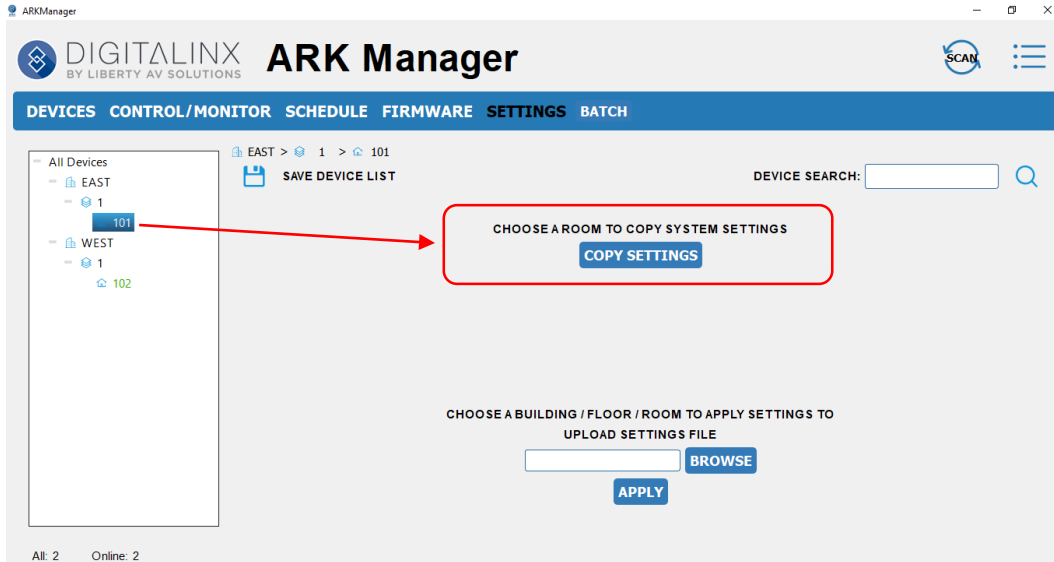 ARKManager
DIGITALINX
BY LIBERTY AV SOLUTIONS
ARK Manager
SCAN
DEVICES CONTROL/MONITOR SCHEDULE FIRMWARE SETTINGS BATCH
All Devices
EAST
1
101
WEST
1
102
EAST > 1 > 101
SAVE DEVICE LIST
DEVICE SEARCH:
CHOOSE A ROOM TO COPY SYSTEM SETTINGS
COPY SETTINGS
CHOOSE A BUILDING / FLOOR / ROOM TO APPLY SETTINGS TO
UPLOAD SETTINGS FILE
BROWSE
APPLY
All: 2 Online: 2